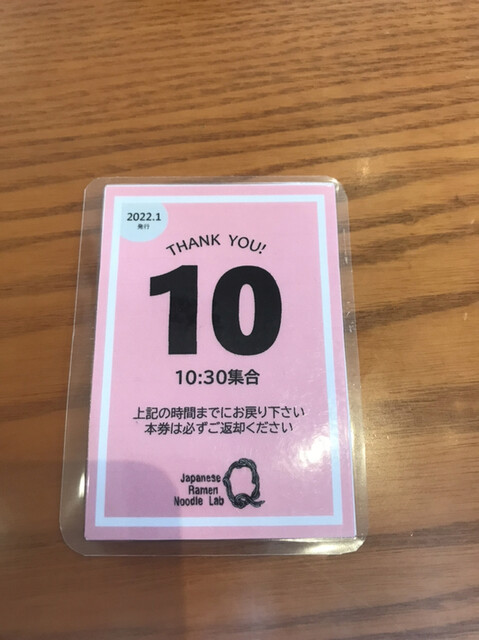 2022.1
発行
THANK YOU!
10
10:30集合
上記の時間までにお戻り下さい
本券は必ずご返却ください
Japanese
Ramen
Noodle Lab
Q